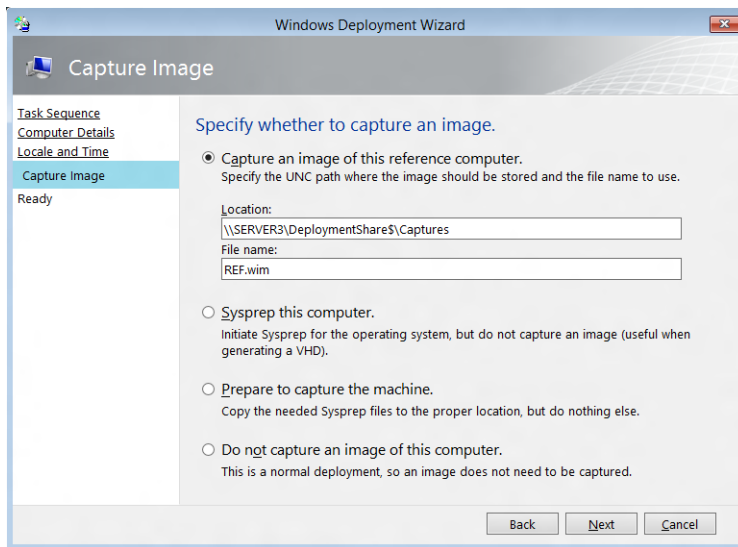 Windows Deployment Wizard
Capture Image
Task Sequence
Computer Details
Locale and Time
Capture Image
Ready
Specify whether to capture an image.
Capture an image of this reference computer.
Specify the UNC path where the image should be stored and the file name to use.
Location:
\\SERVER3\DeploymentShare$\Captures
File name:
REF.wim
Sysprep this computer.
Initiate Sysprep for the operating system, but do not capture an image (useful when
generating a VHD).
Prepare to capture the machine.
Copy the needed Sysprep files to the proper location, but do nothing else.
Do not capture an image of this computer.
This is a normal deployment, so an image does not need to be captured.
Back
Next
Cancel